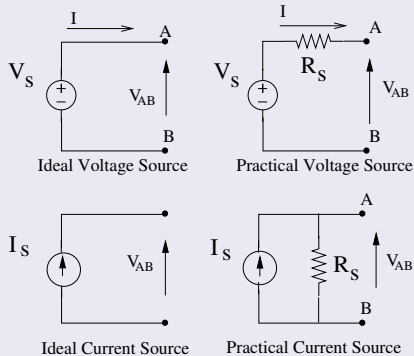 I
A
V_S
+
−
V_AB
B
Ideal Voltage Source
I
A
R_S
V_S
+
−
V_AB
B
Practical Voltage Source
I_S
V_AB
Ideal Current Source
A
I_S
R_S
V_AB
B
Practical Current Source